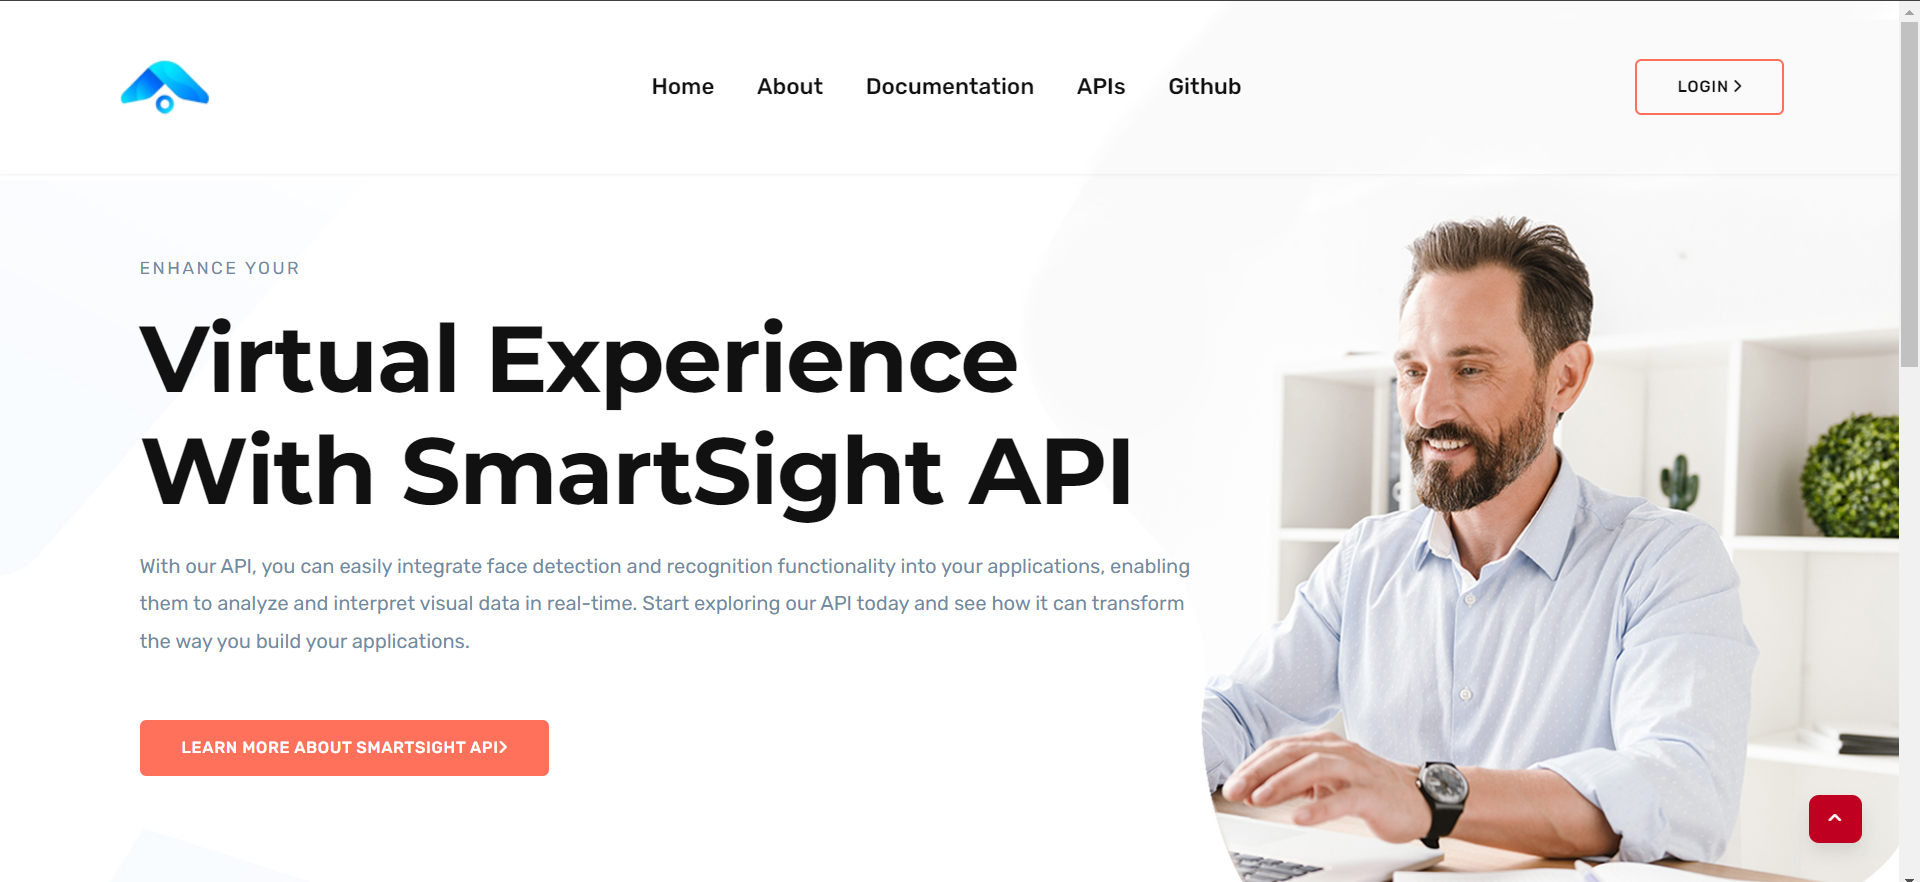 Home About Documentation APIs Github
LOGIN
ENHANCE YOUR
Virtual Experience
With SmartSight API
With our API, you can easily integrate face detection and recognition functionality into your applications, enabling
them to analyze and interpret visual data in real-time. Start exploring our API today and see how it can transform
the way you build your applications.
LEARN MORE ABOUT SMARTSIGHT API